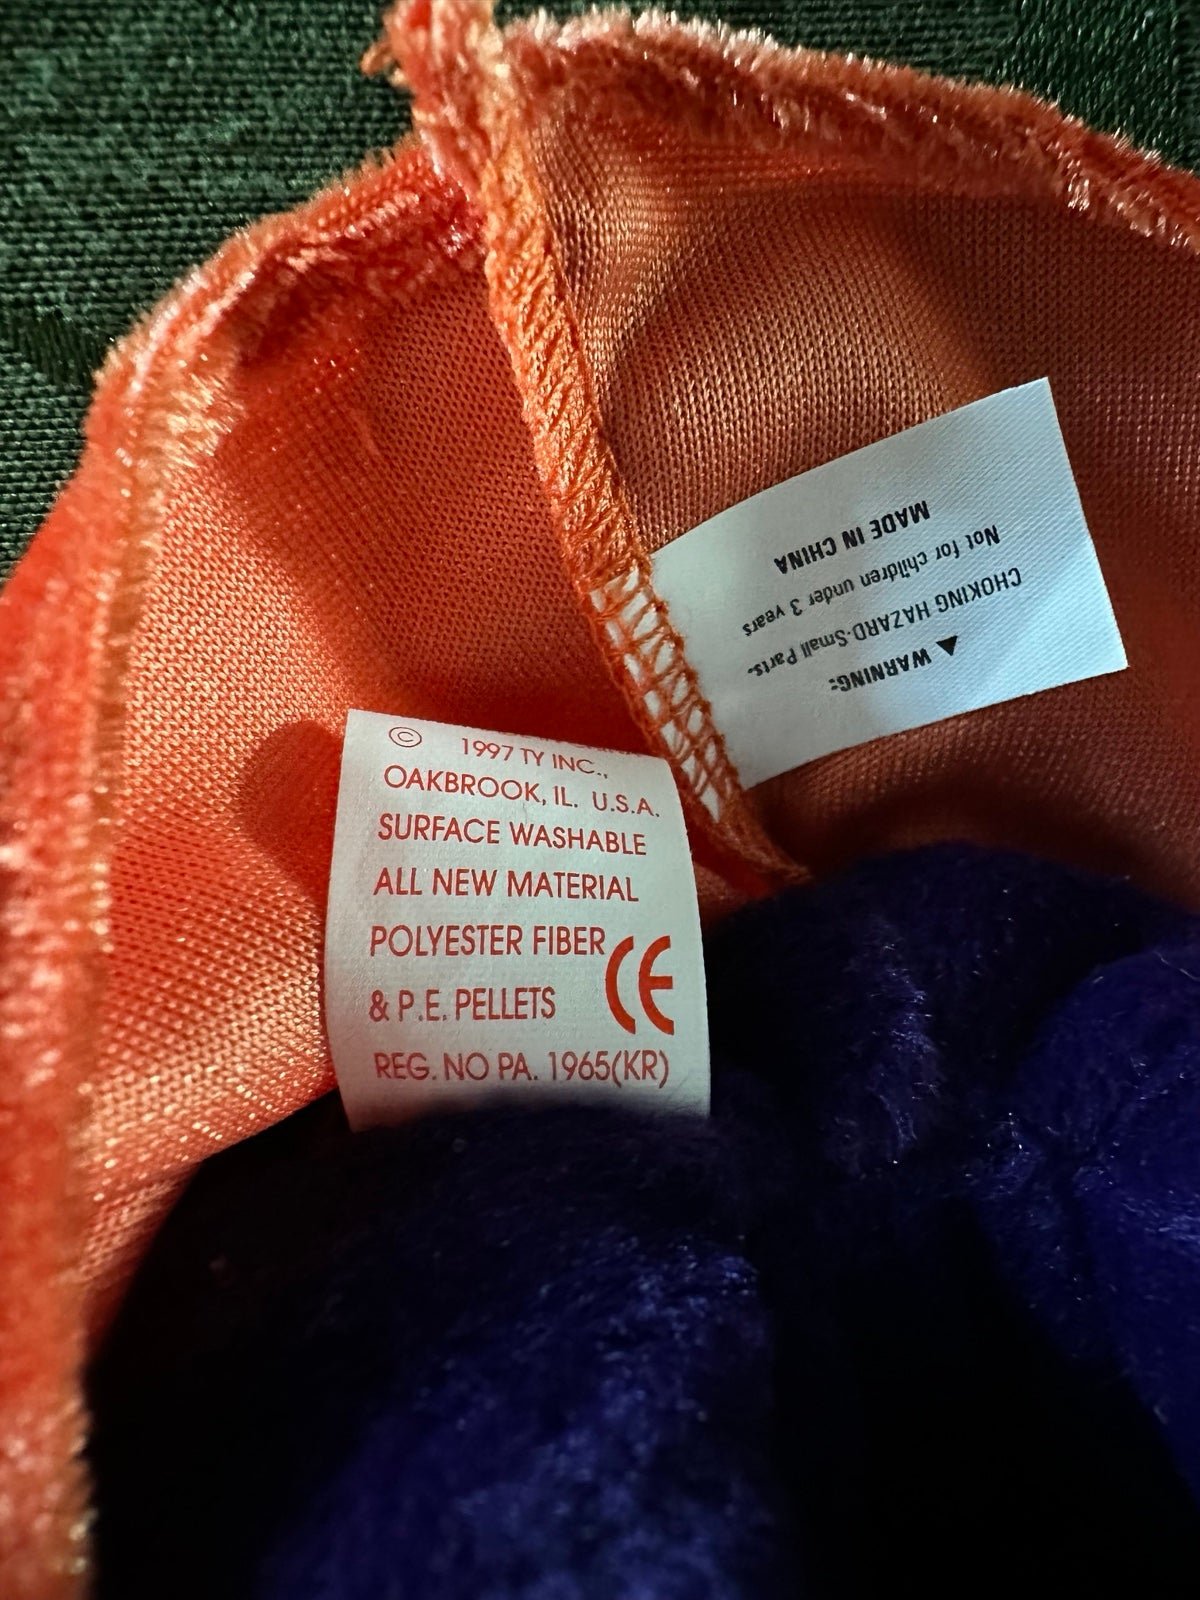 © 1997 TY INC.,
OAKBROOK, IL. U.S.A.
SURFACE WASHABLE
ALL NEW MATERIAL
POLYESTER FIBER
& P.E. PELLETS
CE
REG. NO PA. 1965(KR)
⚠ WARNING:
CHOKING HAZARD-Small Parts.
Not for children under 3 years
MADE IN CHINA